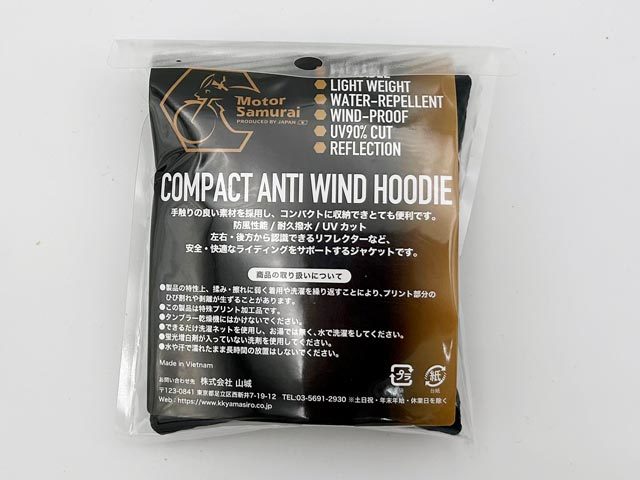 Motor
Samurai
PRODUCED BY JAPAN
LIGHT WEIGHT
WATER-REPELLENT
WIND-PROOF
UV90% CUT
REFLECTION
COMPACT ANTI WIND HOODIE
手触りの良い素材を採用し、コンパクトに収納できとても便利です。
防風性能 / 耐久撥水 / UV カット
左右・後方から認識できるリフレクターなど、
安全・快適なライディングをサポートするジャケットです。
商品の取り扱いについて
●製品の特性上、揉み・擦れに弱く着用や洗濯を繰り返すことにより、プリント部分の
ひび割れや剥離が生ずることがあります。
●この製品は特殊プリント加工品です。
●タンブラー乾燥機にはかけないでください。
●できるだけ洗濯ネットを使用し、お湯では無く、水で洗濯をしてください。
●蛍光増白剤が入っていない洗剤を使用してください。
●水や汗で濡れたまま長時間の放置はしないでください。
Made in Vietnam
お問い合わせ先 株式会社 山城
〒123-0841 東京都足立区西新井7-19-12 TEL:03-5691-2930 ※土日祝・年末年始・休業日を除く
Web : https://www.kkyamasiro.co.jp/
プラ
紙
台紙